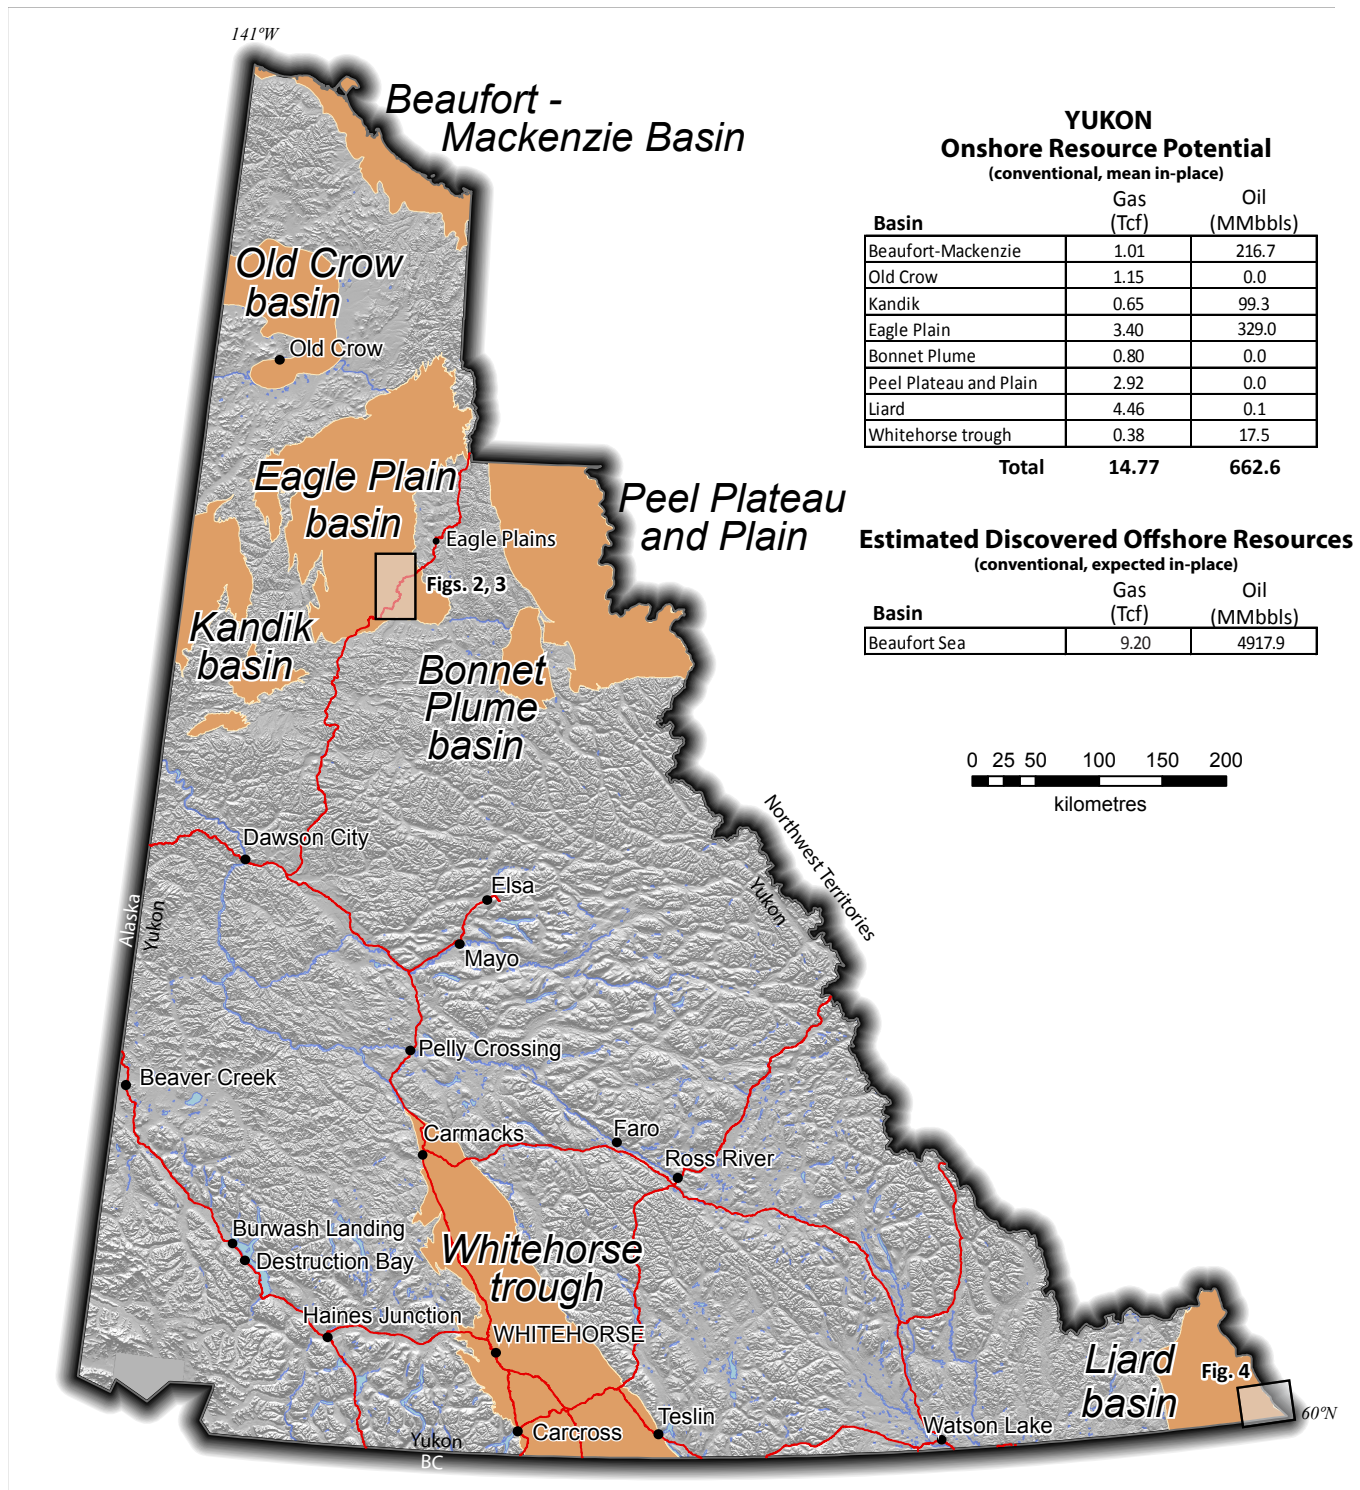 141°W
Beaufort -
Mackenzie Basin
YUKON
Onshore Resource Potential
(conventional, mean in-place)
Basin Gas (Tcf) Oil (MMbbls)
Beaufort-Mackenzie 1.01 216.7
Old Crow 1.15 0.0
Kandik 0.65 99.3
Eagle Plain 3.40 329.0
Bonnet Plume 0.80 0.0
Peel Plateau and Plain 2.92 0.0
Liard 4.46 0.1
Whitehorse trough 0.38 17.5
Total 14.77 662.6
Estimated Discovered Offshore Resources
(conventional, expected in-place)
Basin Gas (Tcf) Oil (MMbbls)
Beaufort Sea 9.20 4917.9
0 25 50 100 150 200
kilometres
Old Crow
basin
Old Crow
Eagle Plain
basin
Eagle Plains
Figs. 2, 3
Peel Plateau
and Plain
Kandik
basin
Bonnet
Plume
basin
Northwest Territories
Yukon
Dawson City
Alaska
Yukon
Elsa
Mayo
Pelly Crossing
Beaver Creek
Carmacks
Faro
Ross River
Burwash Landing
Destruction Bay
Whitehorse
trough
Haines Junction
WHITEHORSE
Liard
basin
Fig. 4
60°N
Teslin
Carcross
Watson Lake
Yukon
BC